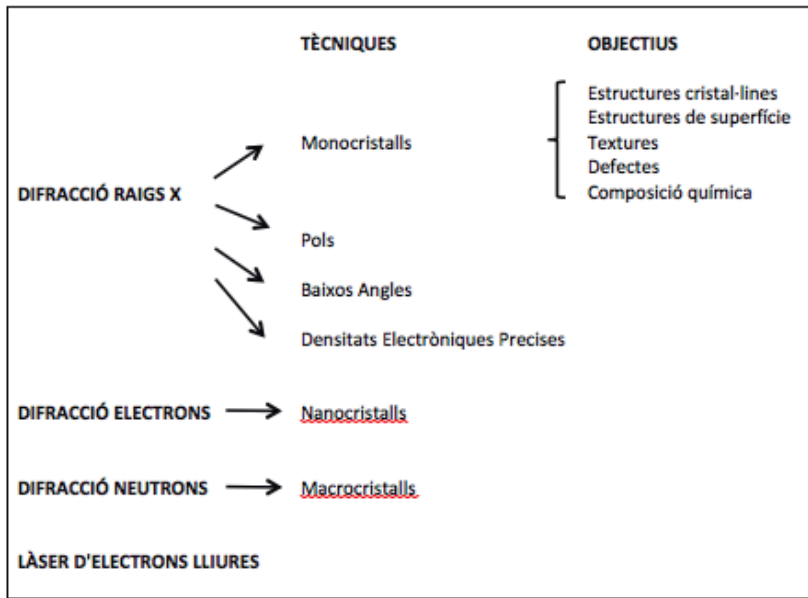 TÈCNIQUES OBJECTIUS
Estructures cristal·lines
Estructures de superfície
Monocristalls Textures
Defectes
DIFRACCIÓ RAIGS X Composició química
Pols
Baixos Angles
Densitats Electròniques Precises
DIFRACCIÓ ELECTRONS Nanocristalls
DIFRACCIÓ NEUTRONS Macrocristalls
LÀSER D'ELECTRONS LLIURES